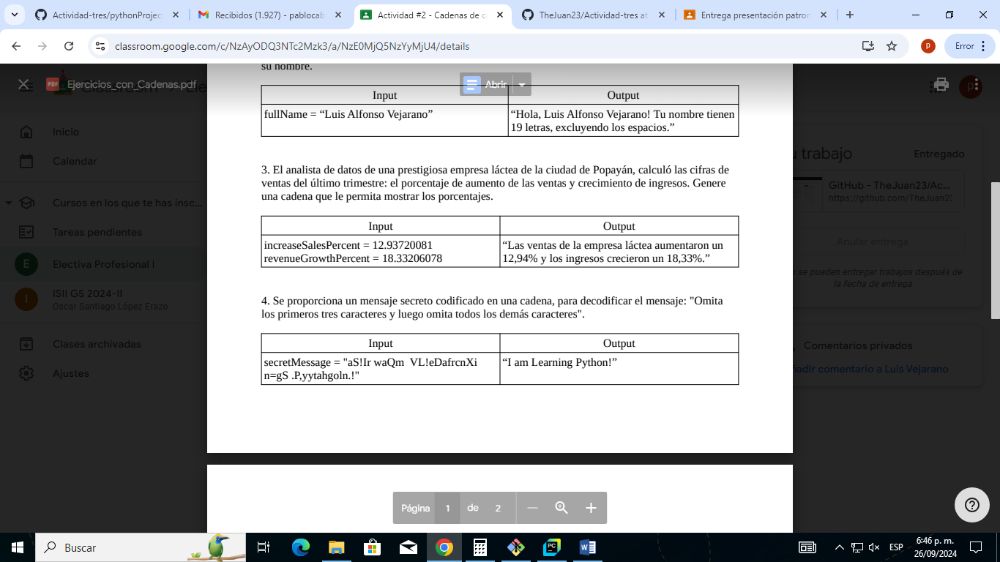 Actividad-tres/pythonProjec
Recibidos (1.927) - pablocab
Actividad #2 - Cadenas de c
TheJuan23/Actividad-tres at
Entrega presentación patron
classroom.google.com/c/NzAyODQ3NTc2Mzk3/a/NzE0MjQ5NzYyMjU4/details
p
Error
su nombre.
PDF
Ejercicios_con_Cadenas.pdf
Abrir
p
Input Output
fullName = “Luis Alfonso Vejarano” “Hola, Luis Alfonso Vejarano! Tu nombre tienen
19 letras, excluyendo los espacios.”
Inicio
Calendar
Cursos en los que te has insc...
Tareas pendientes
E
Electiva Profesional I
I
ISII G5 2024-II
Oscar Santiago López Erazo
Clases archivadas
Ajustes
3. El analista de datos de una prestigiosa empresa láctea de la ciudad de Popayán, calculó las cifras de
ventas del último trimestre: el porcentaje de aumento de las ventas y crecimiento de ingresos. Genere
una cadena que le permita mostrar los porcentajes.
Input Output
increaseSalesPercent = 12.93720081 “Las ventas de la empresa láctea aumentaron un
revenueGrowthPercent = 18.33206078 12,94% y los ingresos crecieron un 18,33%.”
4. Se proporciona un mensaje secreto codificado en una cadena, para decodificar el mensaje: "Omita
los primeros tres caracteres y luego omita todos los demás caracteres".
Input Output
secretMessage = "aS!Ir waQm  VL!eDafrcnXi “I am Learning Python!”
n=gS .P,yytahgoln.!"
u trabajo Entregado
GitHub - TheJuan23/Ac...
https://github.com/TheJuan23
Anular entrega
o se pueden entregar trabajos después de
la fecha de entrega
Comentarios privados
ñadir comentario a Luis Vejarano
Página 1 de 2
Buscar
PC
ESP
6:46 p. m.
26/09/2024